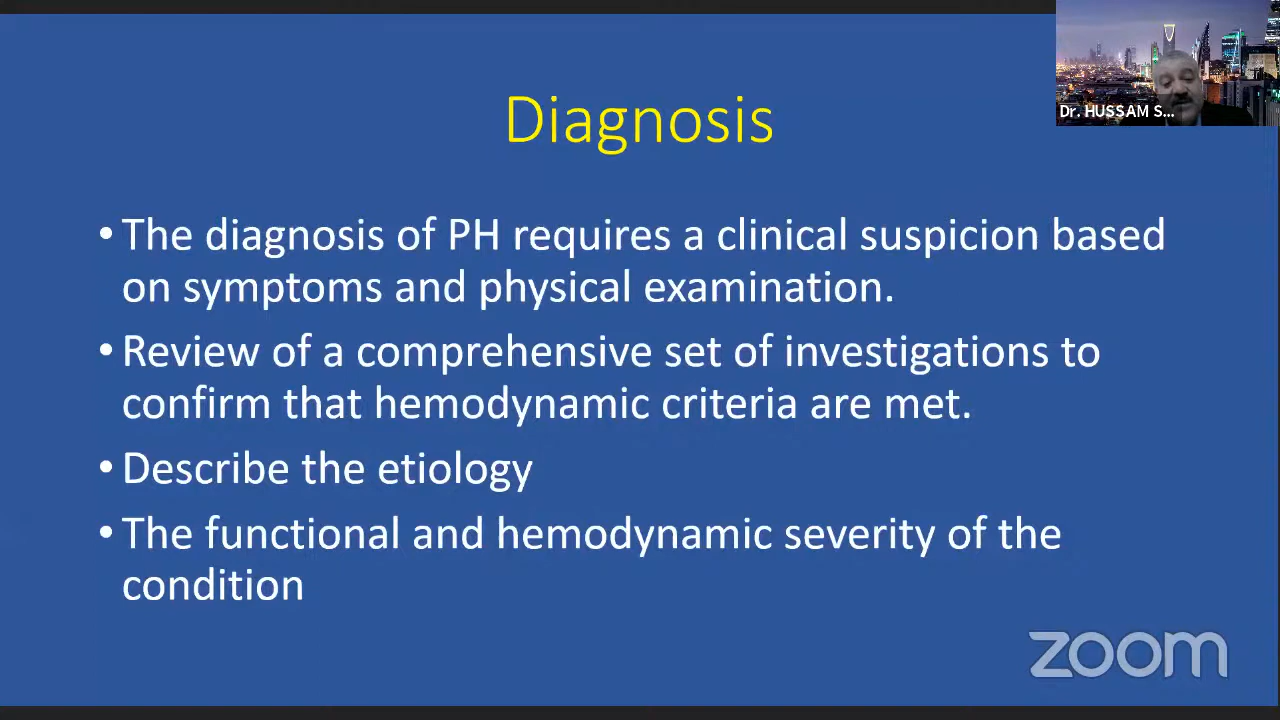 Dr. HUSSAM S...
Diagnosis
• The diagnosis of PH requires a clinical suspicion based
on symptoms and physical examination.
• Review of a comprehensive set of investigations to
confirm that hemodynamic criteria are met.
• Describe the etiology
• The functional and hemodynamic severity of the
condition
zoom